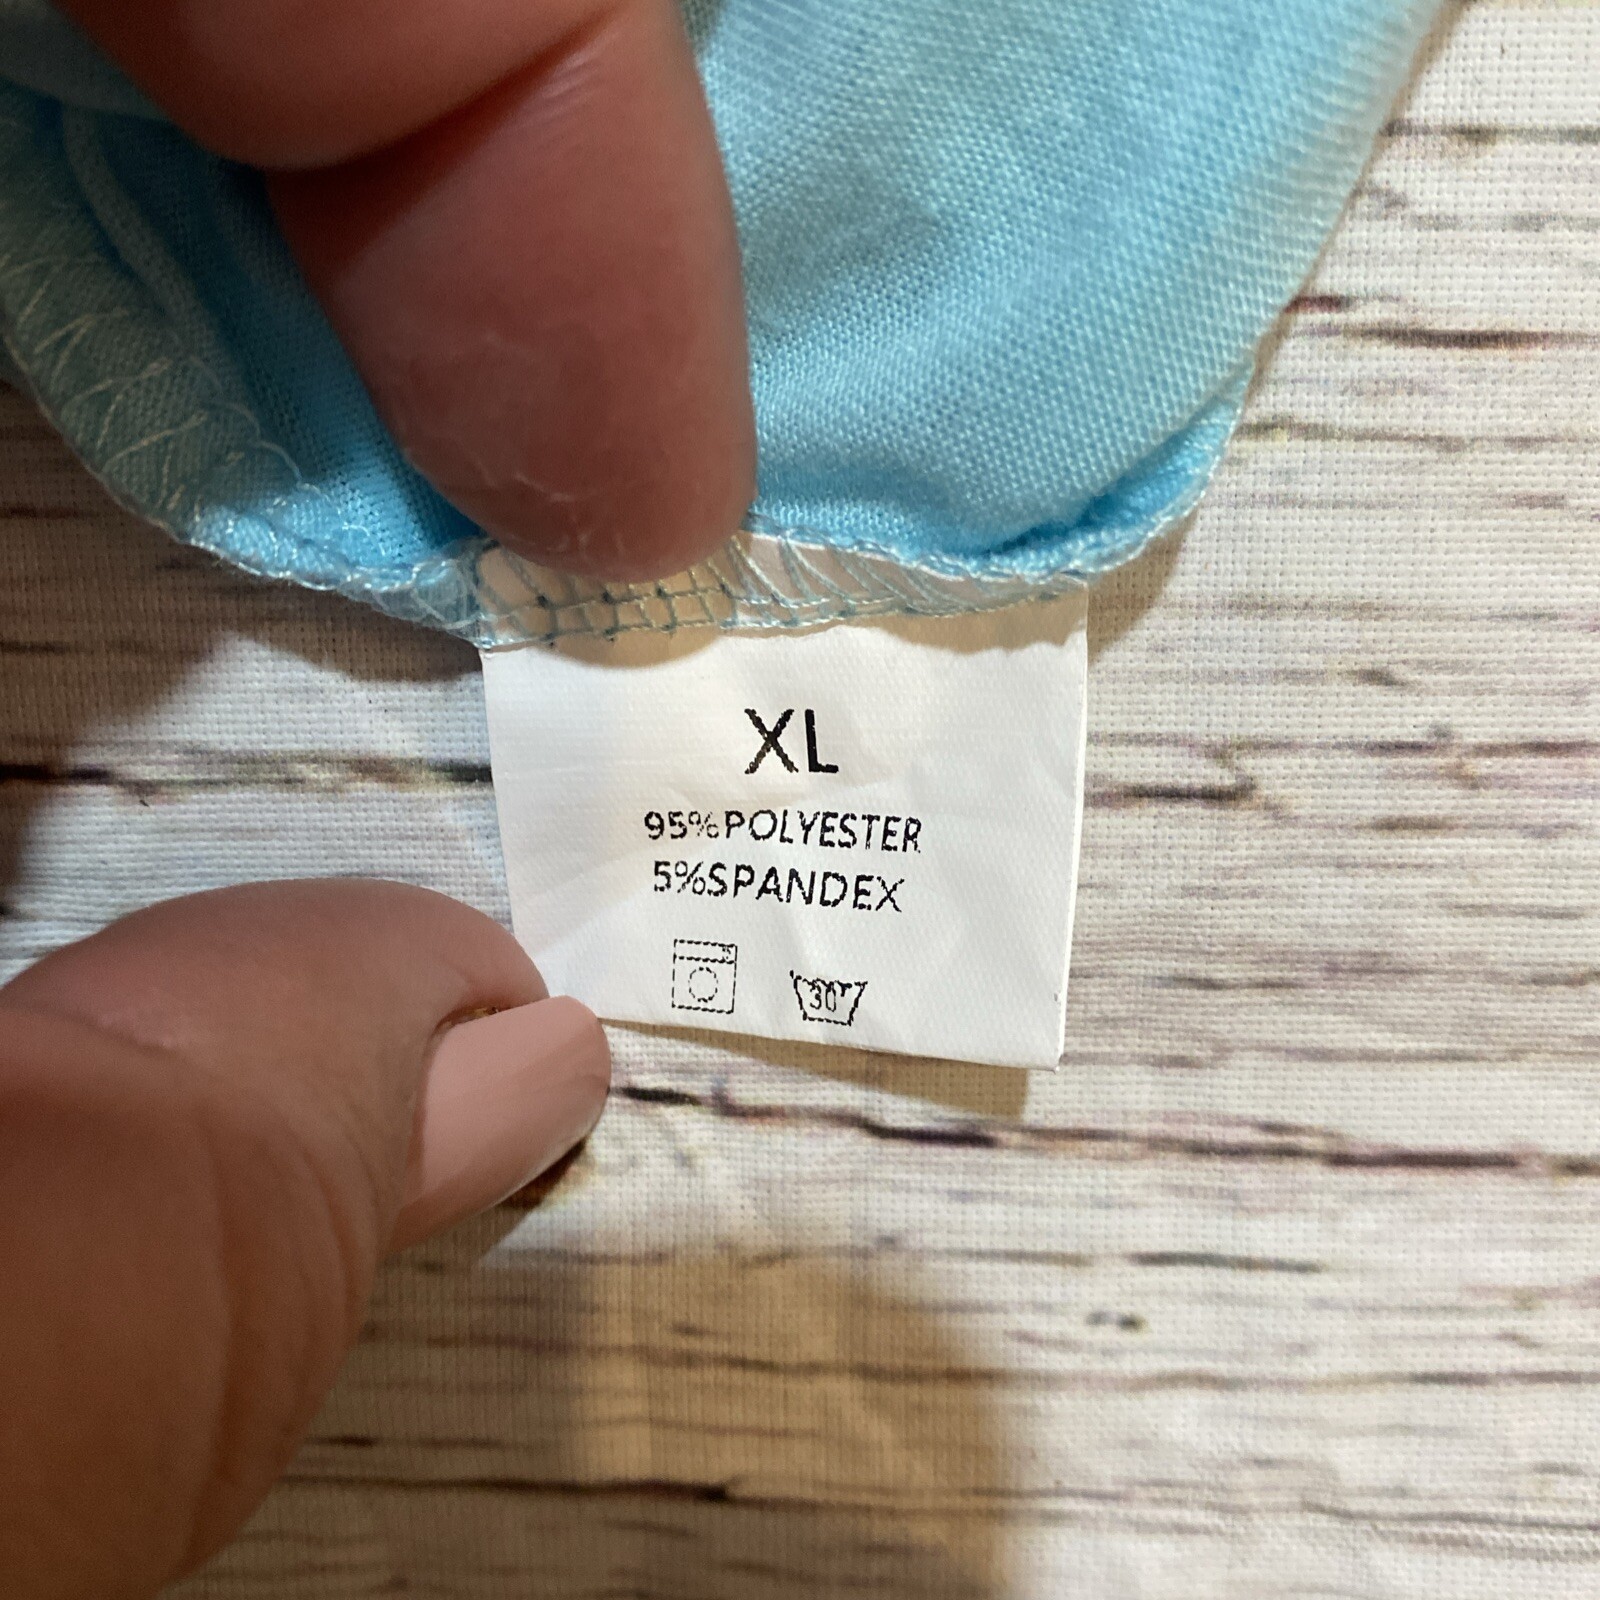 XL
95%POLYESTER
5%SPANDEX
30°